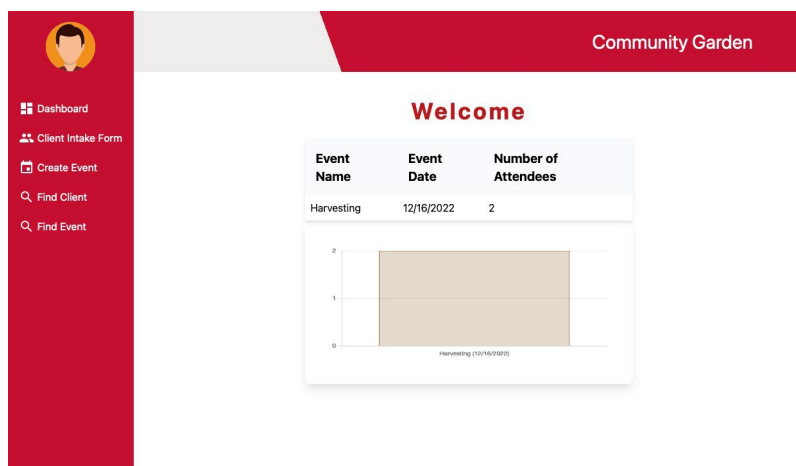 Community Garden
Dashboard
Client Intake Form
Create Event
Find Client
Find Event
Welcome
Event Name
Event Date
Number of Attendees
Harvesting 12/16/2022 2
2
1
0
Harvesting (12/16/2022)